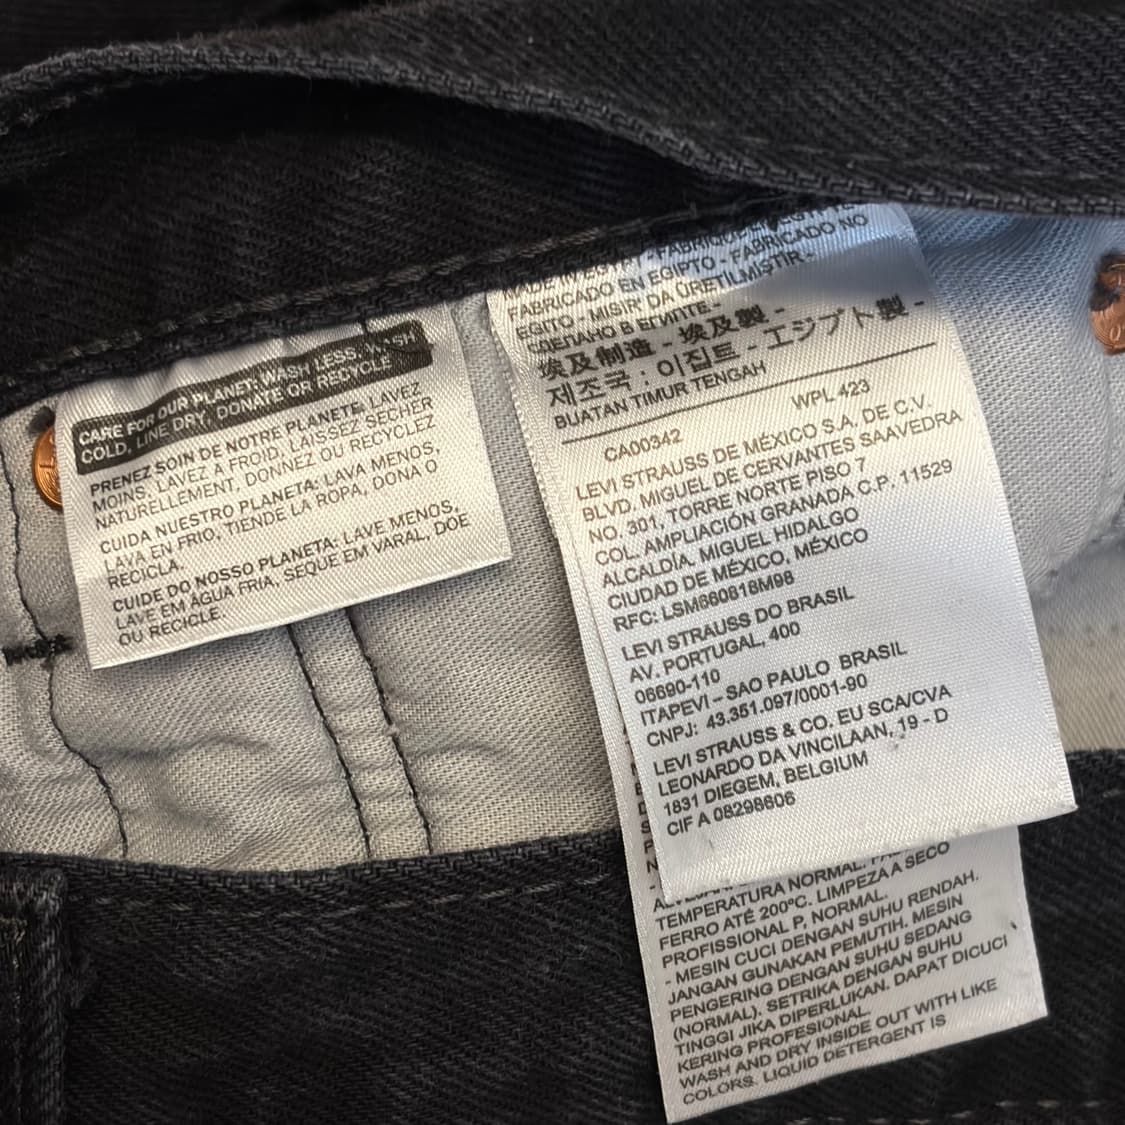 CARE FOR OUR PLANET: WASH LESS, WASH
COLD, LINE DRY, DONATE OR RECYCLE
PRENEZ SOIN DE NOTRE PLANETE: LAVEZ
MOINS, LAVEZ À FROID, LAISSEZ SÉCHER
NATURELLEMENT, DONNEZ OU RECYCLEZ
CUIDA NUESTRO PLANETA: LAVA MENOS,
LAVA EN FRIO, TIENDE LA ROPA, DONA O
RECICLA.
CUIDE DO NOSSO PLANETA: LAVE MENOS,
LAVE EM ÁGUA FRIA, SEQUE EM VARAL, DOE
OU RECICLE.
FABRICADO EN EGIPTO - FABRICADO NO
EGITO - MISIR' DA ÜRETİLMİŞTİR -
СДЕЛАНО В ЕГИПТЕ -
埃及制造 - 埃及製 -
제조국 : 이집트 - エジプト製 -
BUATAN TIMUR TENGAH
WPL 423
CA00342
LEVI STRAUSS DE MÉXICO S.A. DE C.V.
BLVD. MIGUEL DE CERVANTES SAAVEDRA
NO. 301, TORRE NORTE PISO 7
COL. AMPLIACIÓN GRANADA C.P. 11529
ALCALDÍA, MIGUEL HIDALGO
CIUDAD DE MÉXICO, MÉXICO
RFC: LSM660818M98
LEVI STRAUSS DO BRASIL
AV. PORTUGAL, 400
06690-110
ITAPEVI – SAO PAULO BRASIL
CNPJ: 43.351.097/0001-90
LEVI STRAUSS & CO. EU SCA/CVA
LEONARDO DA VINCILAAN, 19 - D
1831 DIEGEM, BELGIUM
CIF A 08298606
TEMPERATURA NORMAL.
FERRO ATÉ 200ºC. LIMPEZA A SECO
PROFISSIONAL P, NORMAL.
- MESIN CUCI DENGAN SUHU RENDAH.
JANGAN GUNAKAN PEMUTIH. MESIN
PENGERING DENGAN SUHU SEDANG
(NORMAL). SETRIKA DENGAN SUHU
TINGGI JIKA DIPERLUKAN. DAPAT DICUCI
KERING PROFESIONAL.
WASH AND DRY INSIDE OUT WITH LIKE
COLORS. LIQUID DETERGENT IS